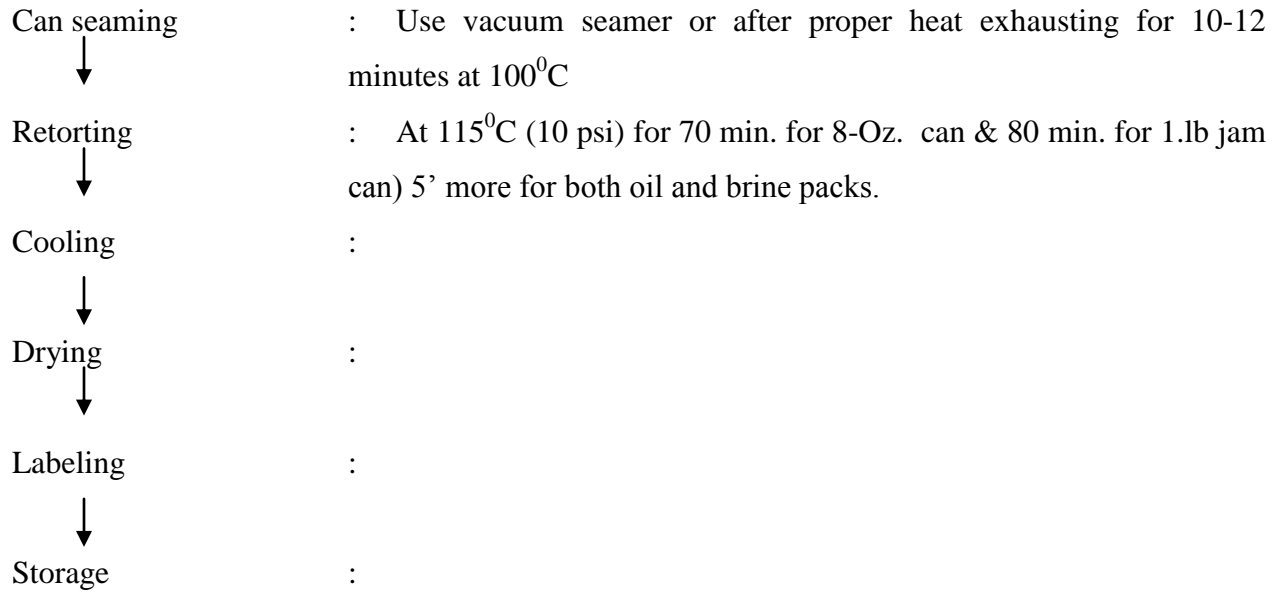 Can seaming : Use vacuum seamer or after proper heat exhausting for 10-12
minutes at 100⁰C
Retorting : At 115⁰C (10 psi) for 70 min. for 8-Oz. can & 80 min. for 1.lb jam
can) 5’ more for both oil and brine packs.
Cooling :
Drying :
Labeling :
Storage :